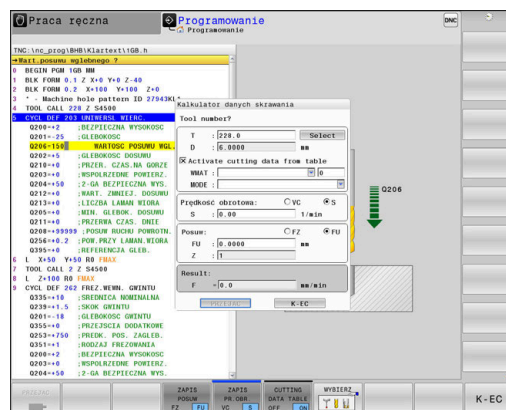 Praca ręczna
Programowanie
Programowanie
DNC
TNC:\nc_prog\BHB\Klartext\1GB.h
→Wart.posuwu wglebnego ?
0 BEGIN PGM 1GB MM
1 BLK FORM 0.1 Z X+0 Y+0 Z-40
2 BLK FORM 0.2 X+100 Y+100 Z+0
3 * - Machine hole pattern ID 27943KL
4 TOOL CALL 228 Z S4500
5 CYCL DEF 203 UNIWERSL WIERC.
Q200=+2 ;BEZPIECZNA WYSOKOSC
Q201=-25 ;GLEBOKOSC
Q206=150 WARTOSC POSUWU WGL.
Q202=+5 ;GLEBOKOSC DOSUWU
Q210=+0 ;PRZER. CZAS.NA GORZE
Q203=+0 ;WSPOLRZEDNE POWIERZ.
Q204=+50 ;2-GA BEZPIECZNA WYS.
Q212=+0 ;WART. ZMNIEJ. DOSUWU
Q213=+0 ;LICZBA LAMAN WIORA
Q205=+0 ;MIN. GLEBOK. DOSUWU
Q211=+0 ;PRZERWA CZAS. DNIE
Q208=+99999 ;POSUW RUCHU POWROTN.
Q256=+0.2 ;POW.PRZY LAMAN.WIORA
Q395=+0 ;REFERENCJA GLEB.
6 L X+50 Y+50 R0 FMAX
7 TOOL CALL 2 Z S4500
8 L Z+100 R0 FMAX
9 CYCL DEF 262 FREZ.WEWN. GWINTU
Q335=+10 ;SREDNICA NOMINALNA
Q239=+1.5 ;SKOK GWINTU
Q201=-18 ;GLEBOKOSC GWINTU
Q355=+0 ;PRZEJSCIA DODATKOWE
Q253=+750 ;PREDK. POS. ZAGLEB.
Q351=+1 ;RODZAJ FREZOWANIA
Q200=+2 ;BEZPIECZNA WYSOKOSC
Q203=+0 ;WSPOLRZEDNE POWIERZ.
Q204=+50 ;2-GA BEZPIECZNA WYS.
Kalkulator danych skrawania
Tool number?
T : 228.0 Select
D : 6.0000 mm
Activate cutting data from table
WMAT : 0
MODE :
Prędkość obrotowa: VC S
S : 0.00 1/min
Posuw: FZ FU
FU : 0.0000 mm
Z : 1
Result:
F = 0.0 mm/min
PRZEJĄĆ K-EC
Q206
PRZEJĄĆ
ZAPIS POSUW FZ FU
ZAPIS PR.OBR VC S
CUTTING DATA TABLE OFF ON
WYBIERZ
K-EC